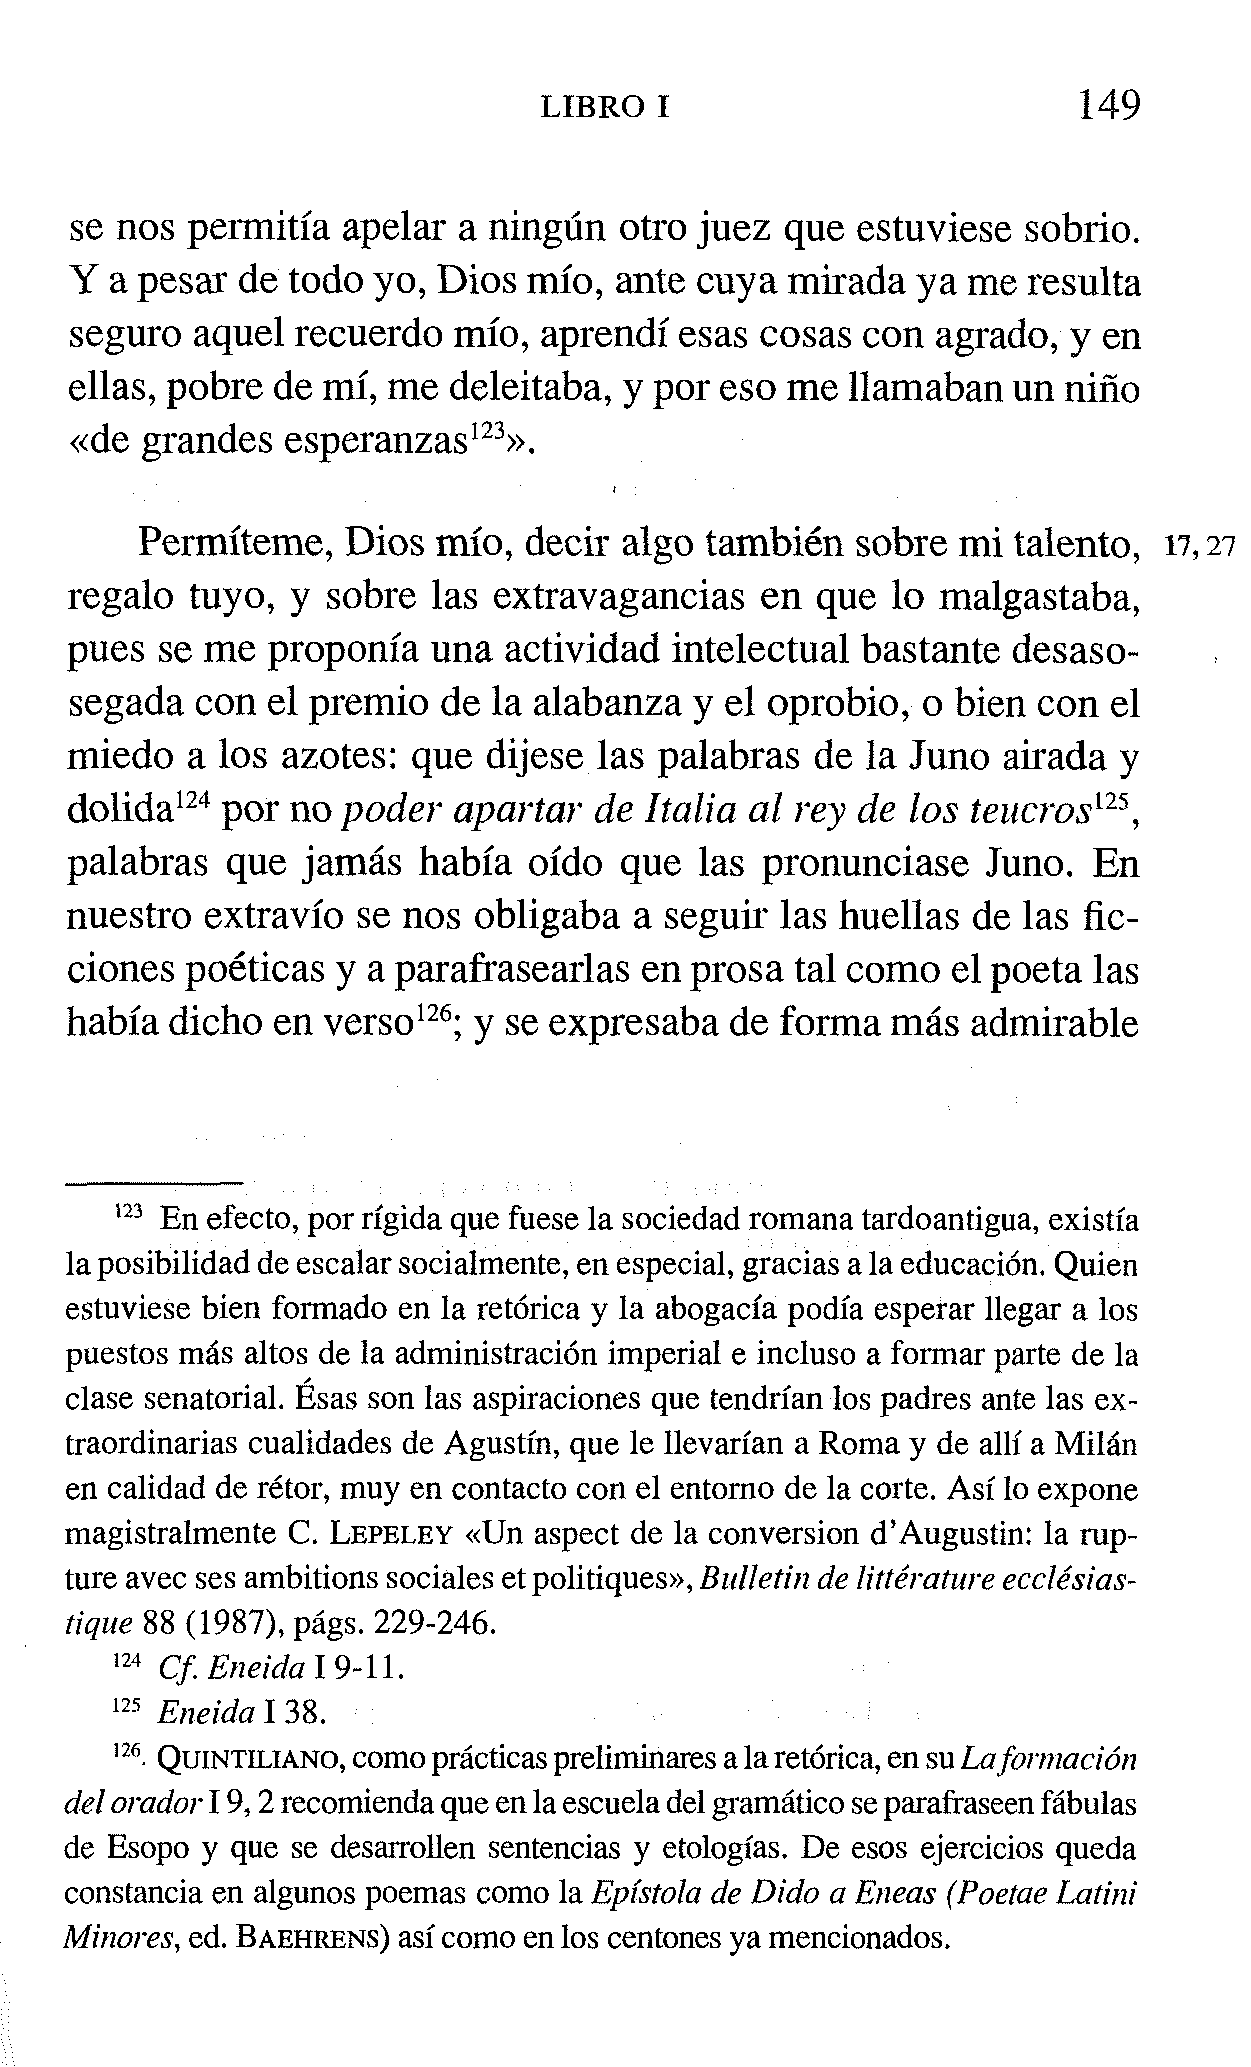 LIBRO I 149
se nos permitía apelar a ningún otro juez que estuviese sobrio.
Y a pesar de todo yo, Dios mío, ante cuya mirada ya me resulta
seguro aquel recuerdo mío, aprendí esas cosas con agrado, y en
ellas, pobre de mí, me deleitaba, y por eso me llamaban un niño
«de grandes esperanzas¹²³».
Permíteme, Dios mío, decir algo también sobre mi talento, 17, 27
regalo tuyo, y sobre las extravagancias en que lo malgastaba,
pues se me proponía una actividad intelectual bastante desaso-
segada con el premio de la alabanza y el oprobio, o bien con el
miedo a los azotes: que dijese las palabras de la Juno airada y
dolida¹²⁴ por no poder apartar de Italia al rey de los teucros¹²⁵,
palabras que jamás había oído que las pronunciase Juno. En
nuestro extravío se nos obligaba a seguir las huellas de las fic-
ciones poéticas y a parafrasearlas en prosa tal como el poeta las
había dicho en verso¹²⁶; y se expresaba de forma más admirable
¹²³ En efecto, por rígida que fuese la sociedad romana tardoantigua, existía
la posibilidad de escalar socialmente, en especial, gracias a la educación. Quien
estuviese bien formado en la retórica y la abogacía podía esperar llegar a los
puestos más altos de la administración imperial e incluso a formar parte de la
clase senatorial. Ésas son las aspiraciones que tendrían los padres ante las ex-
traordinarias cualidades de Agustín, que le llevarían a Roma y de allí a Milán
en calidad de rétor, muy en contacto con el entorno de la corte. Así lo expone
magistralmente C. LEPELEY «Un aspect de la conversion d'Augustin: la rup-
ture avec ses ambitions sociales et politiques», Bulletin de littérature ecclésias-
tique 88 (1987), págs. 229-246.
¹²⁴ Cf. Eneida I 9-11.
¹²⁵ Eneida I 38.
¹²⁶. QUINTILIANO, como prácticas preliminares a la retórica, en su La formación
del orador I 9, 2 recomienda que en la escuela del gramático se parafraseen fábulas
de Esopo y que se desarrollen sentencias y etologías. De esos ejercicios queda
constancia en algunos poemas como la Epístola de Dido a Eneas (Poetae Latini
Minores, ed. BAEHRENS) así como en los centones ya mencionados.